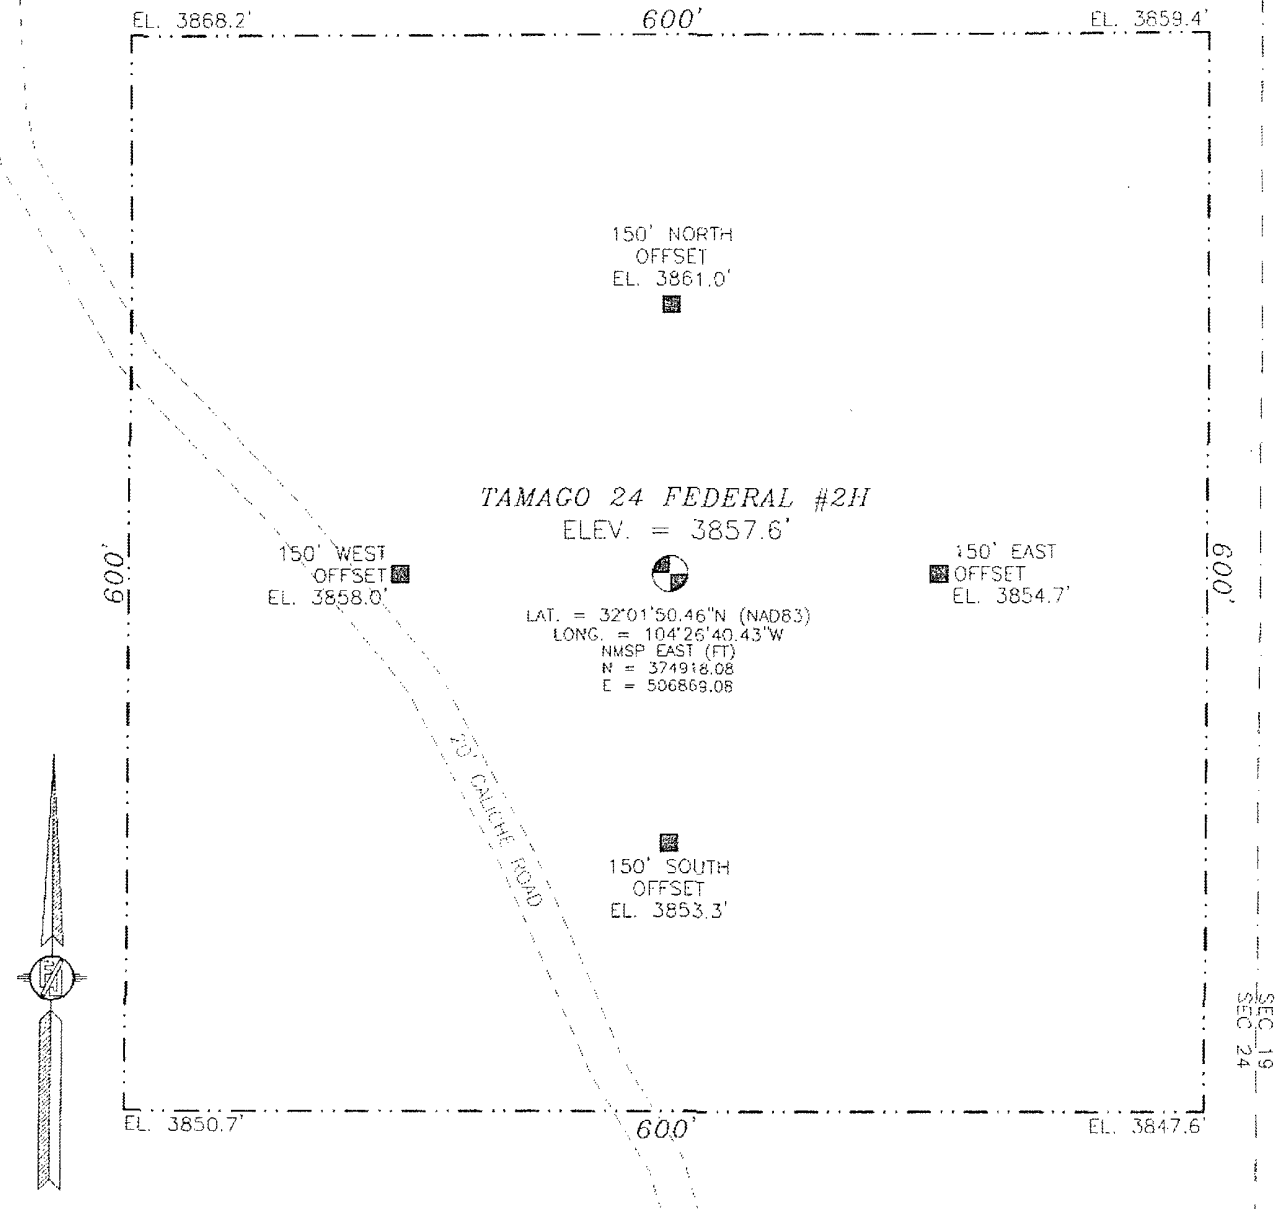 EL. 3868.2'
600'
EL. 3859.4'
150' NORTH
OFFSET
EL. 3861.0'
TAMAGO 24 FEDERAL #2H
ELEV. = 3857.6'
600'
150' WEST
OFFSET
EL. 3858.0'
150' EAST
OFFSET
EL. 3854.7'
600'
LAT. = 32°01'50.46"N (NAD83)
LONG. = 104°26'40.43"W
NMSP EAST (FT)
N = 374918.08
E = 506869.08
20' CALICHE ROAD
150' SOUTH
OFFSET
EL. 3853.3'
SEC 19
SEC 24
EL. 3850.7'
600'
EL. 3847.6'